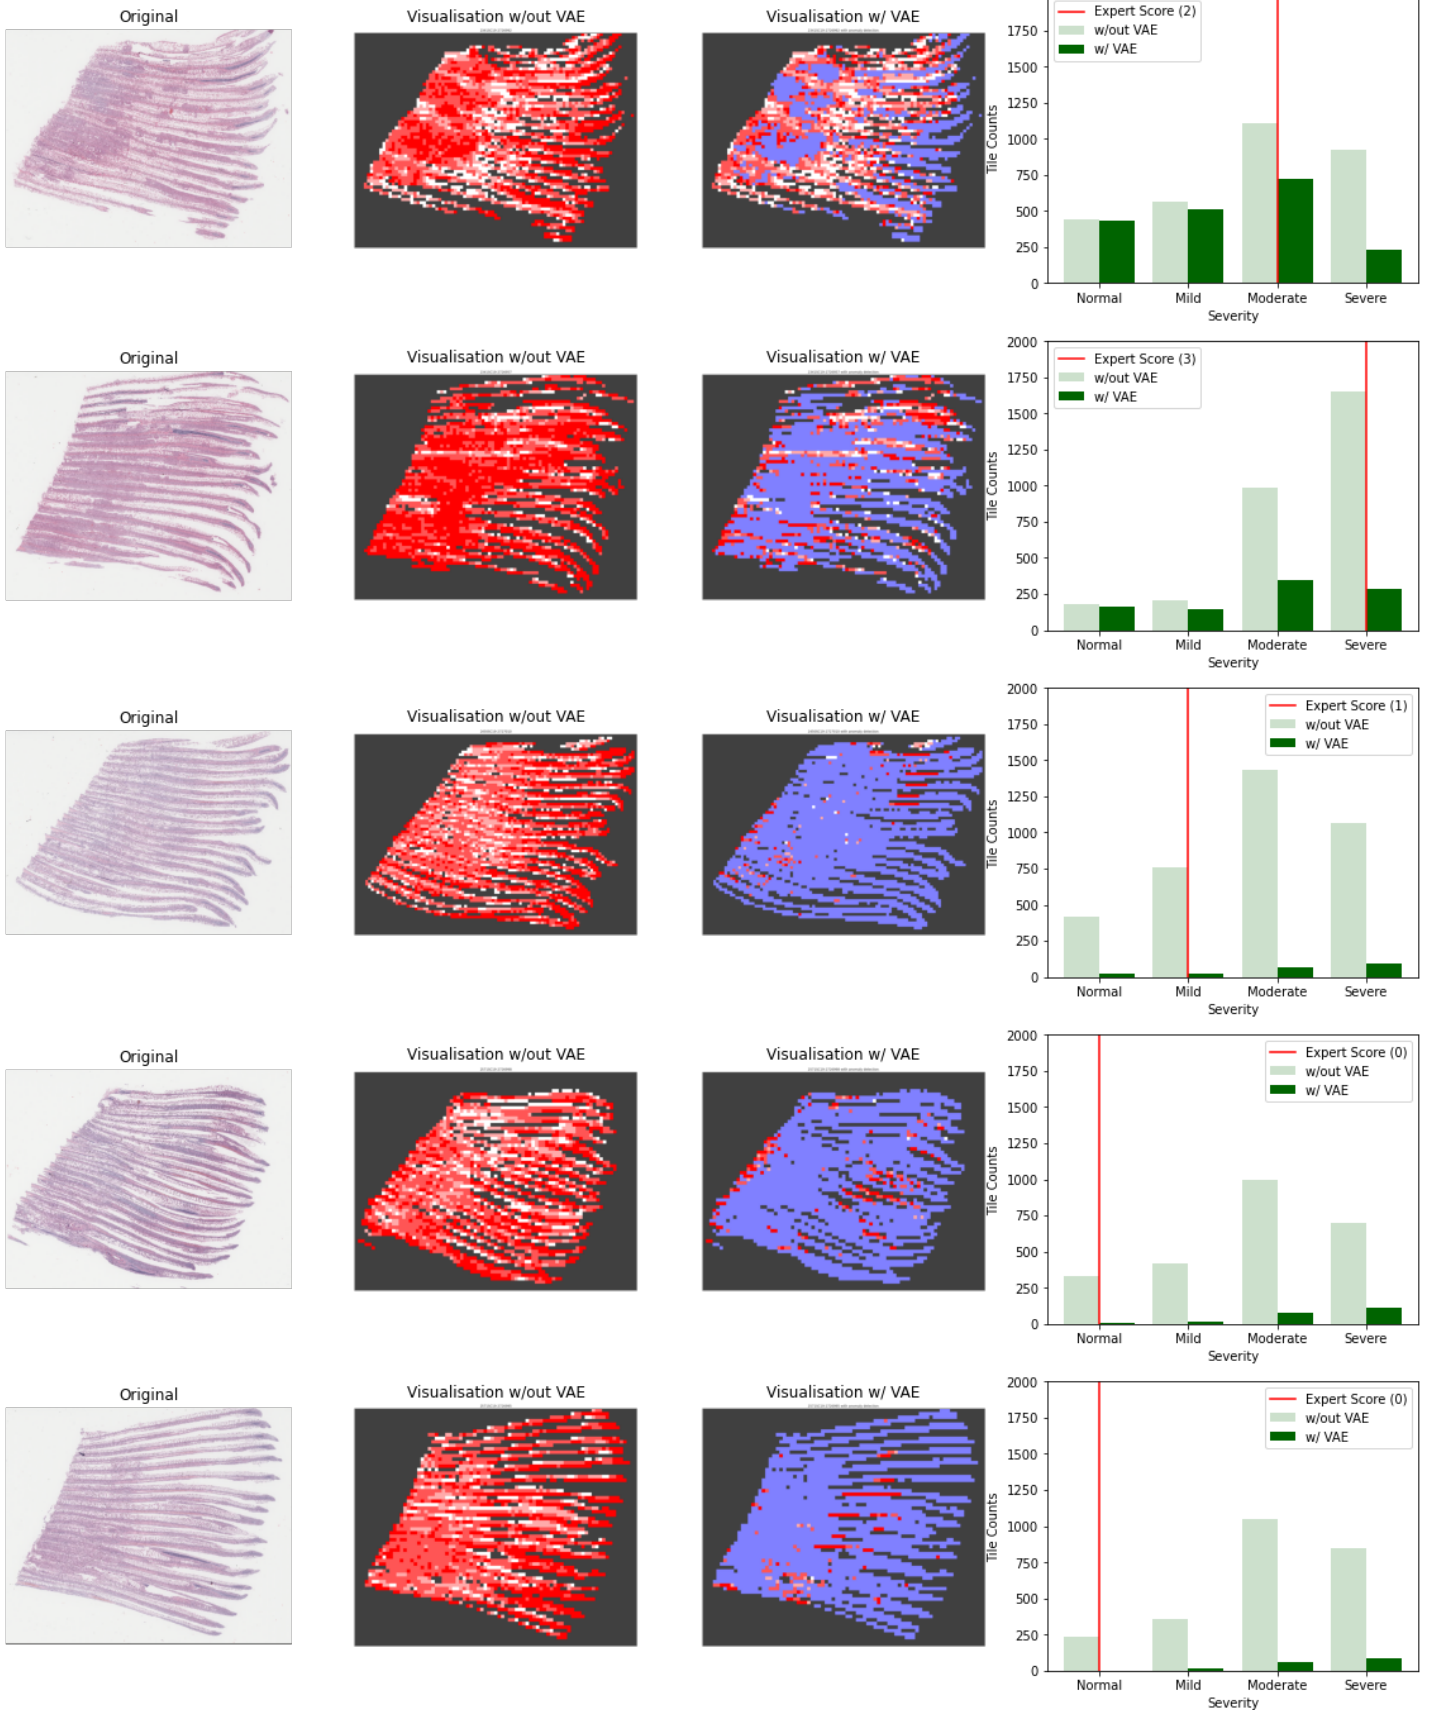 Original
Visualisation w/out VAE
Visualisation w/ VAE
Expert Score (2)
w/out VAE
w/ VAE
Tile Counts
1750
1500
1250
1000
750
500
250
0
Normal Mild Moderate Severe
Severity
Original
Visualisation w/out VAE
Visualisation w/ VAE
Expert Score (3)
w/out VAE
w/ VAE
Tile Counts
2000
1750
1500
1250
1000
750
500
250
0
Normal Mild Moderate Severe
Severity
Original
Visualisation w/out VAE
Visualisation w/ VAE
Expert Score (1)
w/out VAE
w/ VAE
Tile Counts
2000
1750
1500
1250
1000
750
500
250
0
Normal Mild Moderate Severe
Severity
Original
Visualisation w/out VAE
Visualisation w/ VAE
Expert Score (0)
w/out VAE
w/ VAE
Tile Counts
2000
1750
1500
1250
1000
750
500
250
0
Normal Mild Moderate Severe
Severity
Original
Visualisation w/out VAE
Visualisation w/ VAE
Expert Score (0)
w/out VAE
w/ VAE
Tile Counts
2000
1750
1500
1250
1000
750
500
250
0
Normal Mild Moderate Severe
Severity